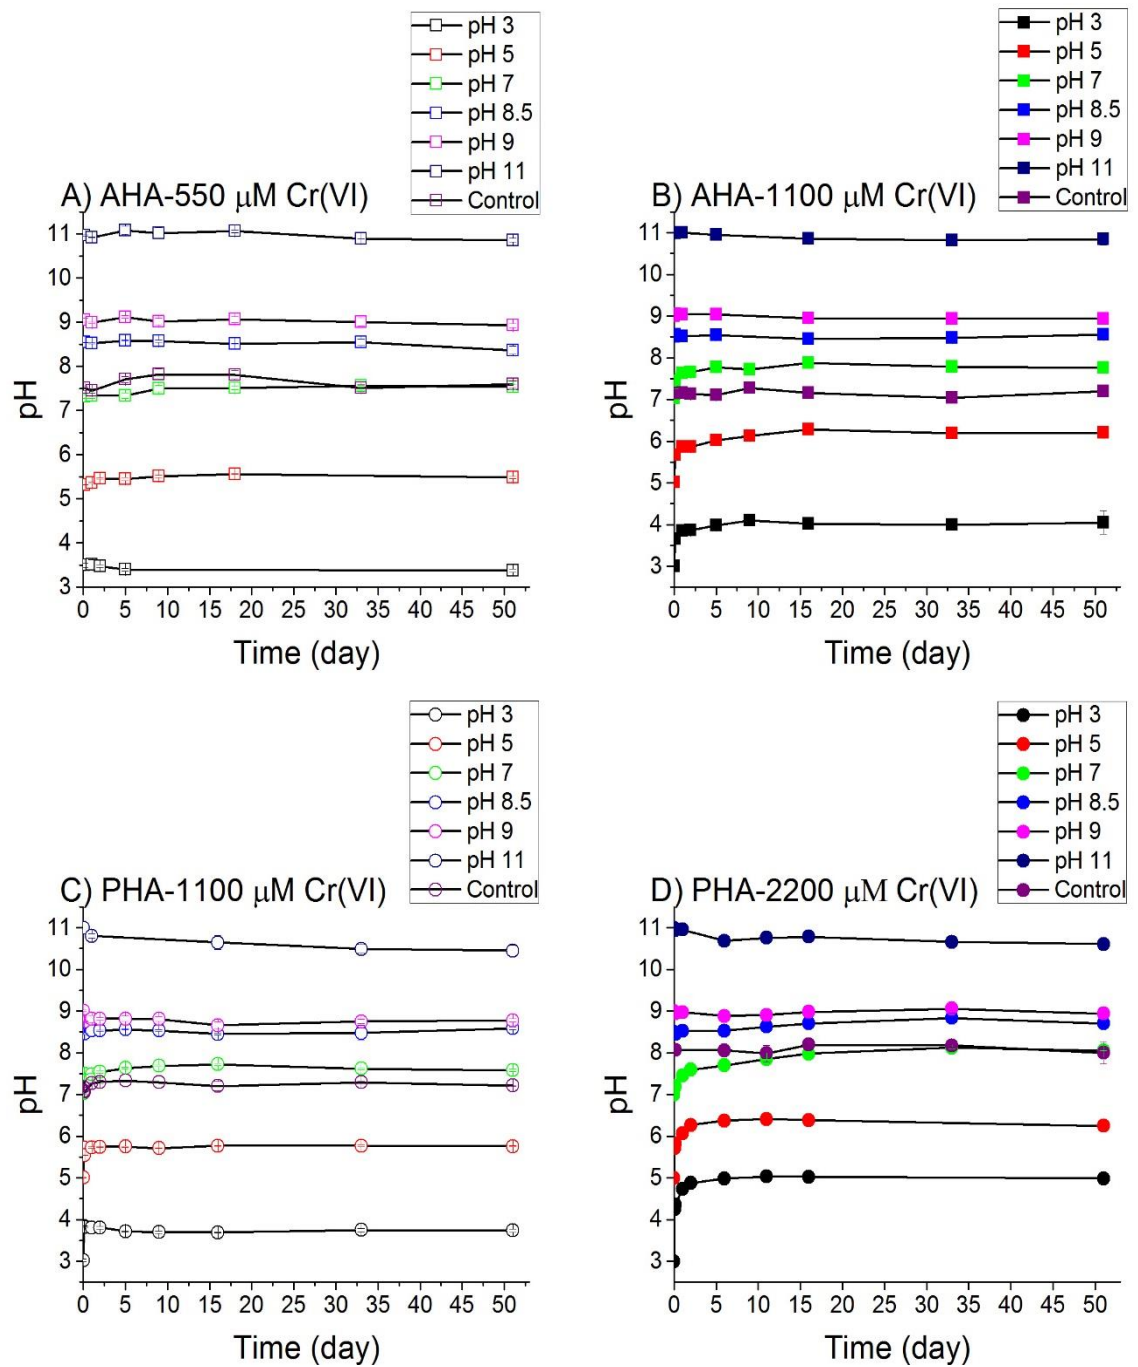 pH 3
pH 5
pH 7
pH 8.5
pH 9
pH 11
Control
A) AHA-550 μM Cr(VI)
11
10
9
8
7
6
5
4
3
pH
0 5 10 15 20 25 30 35 40 45 50
Time (day)
pH 3
pH 5
pH 7
pH 8.5
pH 9
pH 11
Control
B) AHA-1100 μM Cr(VI)
11
10
9
8
7
6
5
4
3
pH
0 5 10 15 20 25 30 35 40 45 50
Time (day)
pH 3
pH 5
pH 7
pH 8.5
pH 9
pH 11
Control
C) PHA-1100 μM Cr(VI)
11
10
9
8
7
6
5
4
3
pH
0 5 10 15 20 25 30 35 40 45 50
Time (day)
pH 3
pH 5
pH 7
pH 8.5
pH 9
pH 11
Control
D) PHA-2200 μM Cr(VI)
11
10
9
8
7
6
5
4
3
pH
0 5 10 15 20 25 30 35 40 45 50
Time (day)